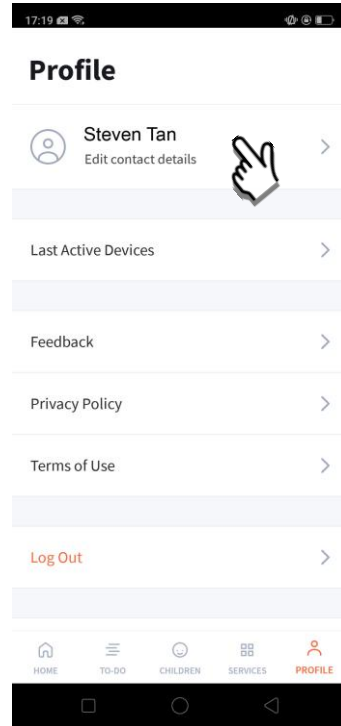 17:19
Profile
Steven Tan
Edit contact details
Last Active Devices
Feedback
Privacy Policy
Terms of Use
Log Out
HOME TO-DO CHILDREN SERVICES PROFILE